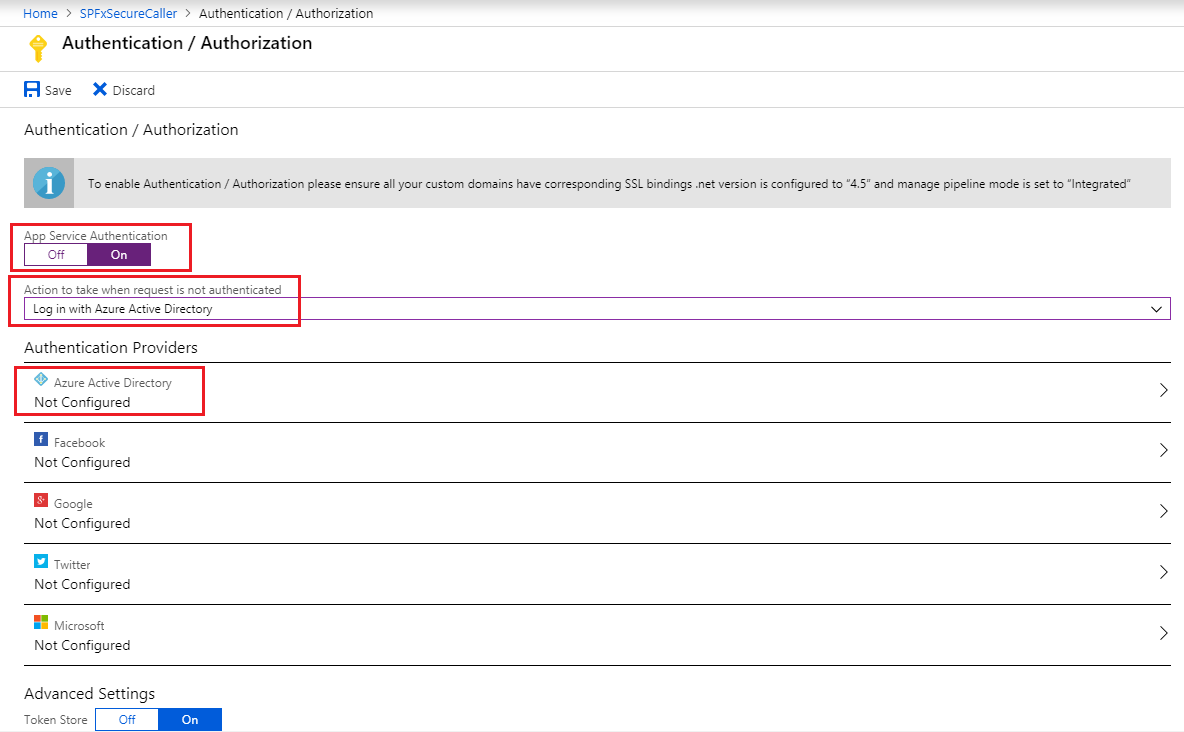 Home > SPFxSecureCaller > Authentication / Authorization
Authentication / Authorization
Save Discard
Authentication / Authorization
To enable Authentication / Authorization please ensure all your custom domains have corresponding SSL bindings .net version is configured to “4.5” and manage pipeline mode is set to “Integrated”
App Service Authentication
Off On
Action to take when request is not authenticated
Log in with Azure Active Directory
Authentication Providers
Azure Active Directory
Not Configured
Facebook
Not Configured
Google
Not Configured
Twitter
Not Configured
Microsoft
Not Configured
Advanced Settings
Token Store Off On